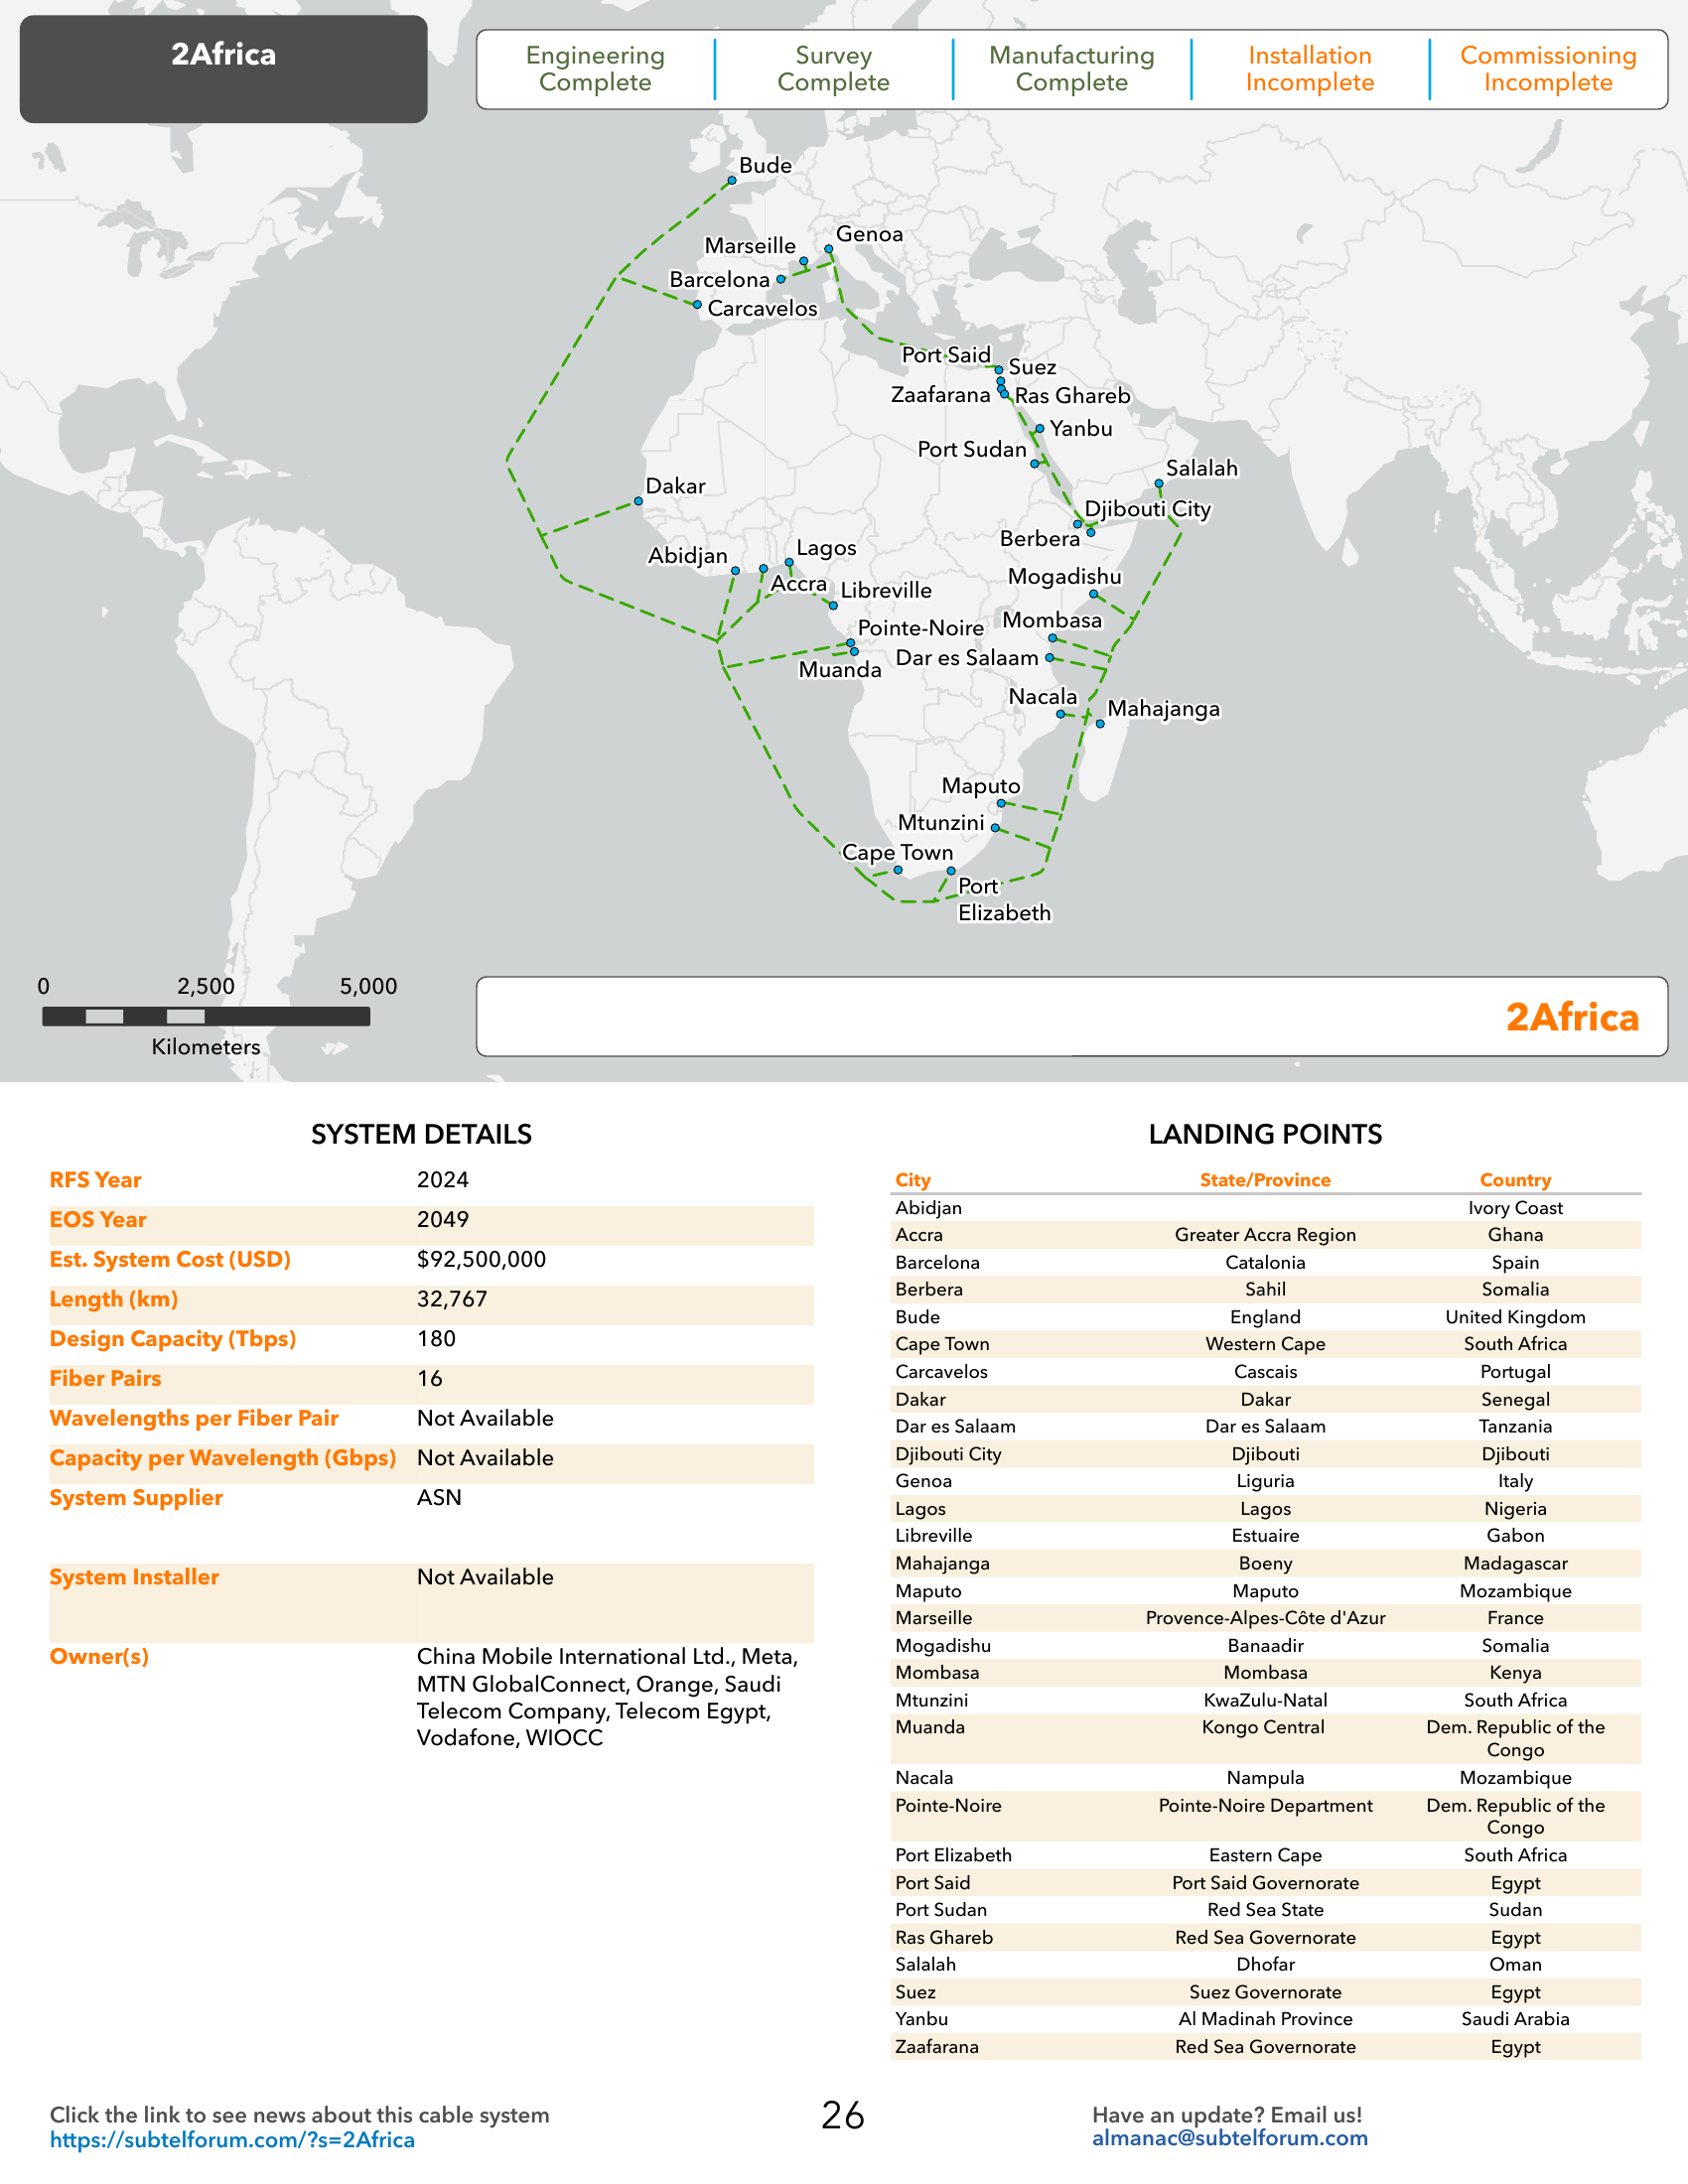 2Africa
Engineering Complete
Survey Complete
Manufacturing Complete
Installation Incomplete
Commissioning Incomplete
Bude
Genoa
Marseille
Barcelona
Carcavelos
Port Said
Suez
Zaafarana
Ras Ghareb
Yanbu
Port Sudan
Salalah
Dakar
Djibouti City
Berbera
Lagos
Abidjan
Accra
Mogadishu
Libreville
Mombasa
Pointe-Noire
Dar es Salaam
Muanda
Nacala
Mahajanga
Maputo
Mtunzini
Cape Town
Port
Elizabeth
0 2,500 5,000
Kilometers
2Africa
SYSTEM DETAILS
RFS Year 2024
EOS Year 2049
Est. System Cost (USD) $92,500,000
Length (km) 32,767
Design Capacity (Tbps) 180
Fiber Pairs 16
Wavelengths per Fiber Pair Not Available
Capacity per Wavelength (Gbps) Not Available
System Supplier ASN
System Installer Not Available
Owner(s) China Mobile International Ltd., Meta,
MTN GlobalConnect, Orange, Saudi
Telecom Company, Telecom Egypt,
Vodafone, WIOCC
LANDING POINTS
City State/Province Country
Abidjan Ivory Coast
Accra Greater Accra Region Ghana
Barcelona Catalonia Spain
Berbera Sahil Somalia
Bude England United Kingdom
Cape Town Western Cape South Africa
Carcavelos Cascais Portugal
Dakar Dakar Senegal
Dar es Salaam Dar es Salaam Tanzania
Djibouti City Djibouti Djibouti
Genoa Liguria Italy
Lagos Lagos Nigeria
Libreville Estuaire Gabon
Mahajanga Boeny Madagascar
Maputo Maputo Mozambique
Marseille Provence-Alpes-Côte d'Azur France
Mogadishu Banaadir Somalia
Mombasa Mombasa Kenya
Mtunzini KwaZulu-Natal South Africa
Muanda Kongo Central Dem. Republic of the
Congo
Nacala Nampula Mozambique
Pointe-Noire Pointe-Noire Department Dem. Republic of the
Congo
Port Elizabeth Eastern Cape South Africa
Port Said Port Said Governorate Egypt
Port Sudan Red Sea State Sudan
Ras Ghareb Red Sea Governorate Egypt
Salalah Dhofar Oman
Suez Suez Governorate Egypt
Yanbu Al Madinah Province Saudi Arabia
Zaafarana Red Sea Governorate Egypt
Click the link to see news about this cable system
https://subtelforum.com/?s=2Africa
26
Have an update? Email us!
almanac@subtelforum.com